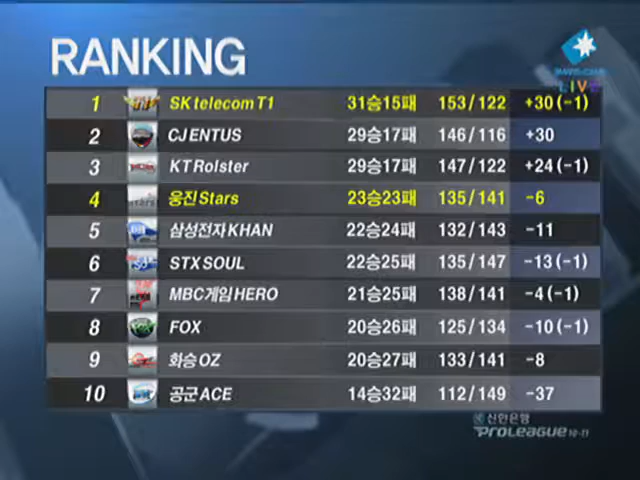 RANKING
LIVE
1 SK telecom T1 31승15패 153/122 +30(-1)
2 CJ ENTUS 29승17패 146/116 +30
3 KT Rolster 29승17패 147/122 +24(-1)
4 웅진 Stars 23승23패 135/141 -6
5 삼성전자 KHAN 22승24패 132/143 -11
6 STX SOUL 22승25패 135/147 -13(-1)
7 MBC게임 HERO 21승25패 138/141 -4(-1)
8 FOX 20승26패 125/134 -10(-1)
9 화승 OZ 20승27패 133/141 -8
10 공군 ACE 14승32패 112/149 -37
신한은행
PROLEAGUE 10-11